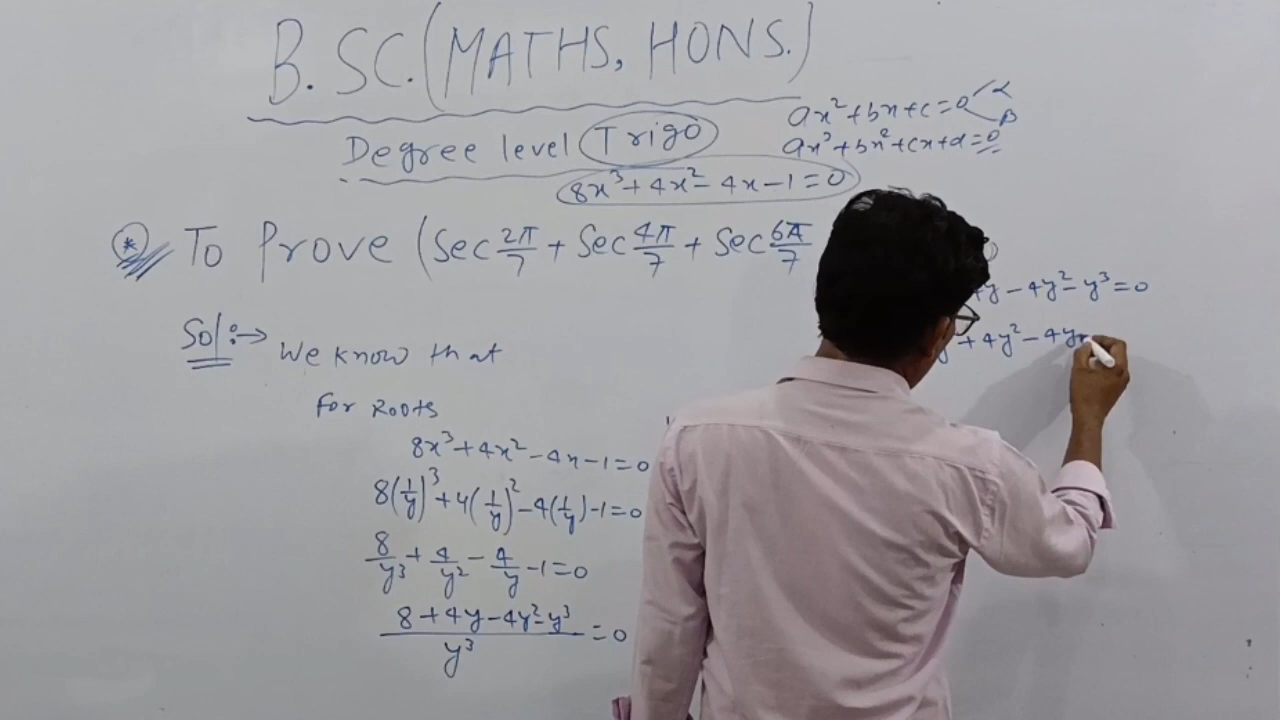 B.SC.(MATHS, HONS.)
Degree level Trigo
ax²+bx+c=0 α β
ax³+bx²+cx+d=0
8x³+4x²-4x-1=0
* To Prove (Sec 2π/7 + Sec 4π/7 + Sec 6π/7
Sol:→ We know that
For Roots
8x³+4x²-4x-1=0
8(1/y)³+4(1/y)²-4(1/y)-1=0
8/y³+4/y²-4/y-1=0
(8+4y-4y²-y³)/y³=0
4y-4y²-y³=0
+4y²-4y